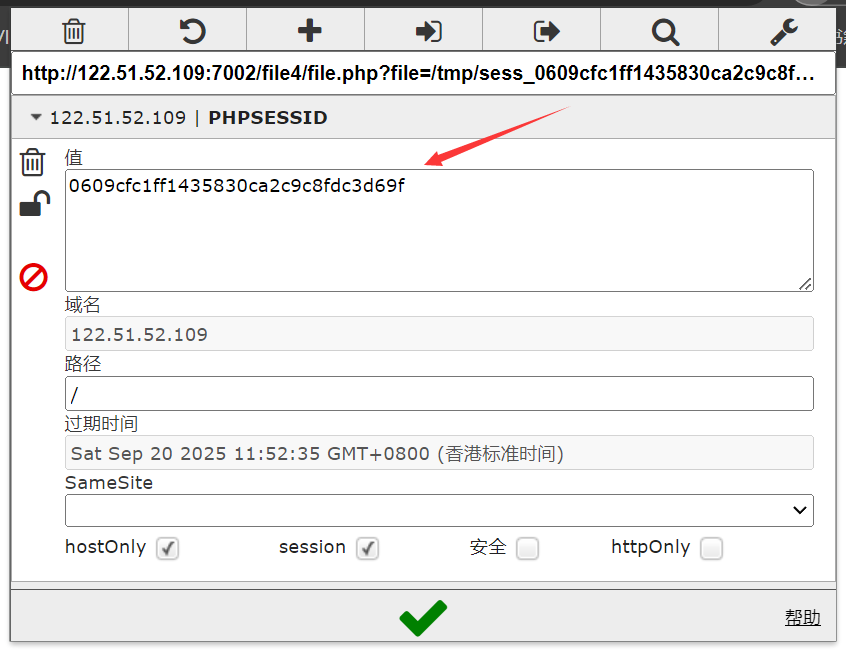 http://122.51.52.109:7002/file4/file.php?file=/tmp/sess_0609cfc1ff1435830ca2c9c8f…
122.51.52.109 | PHPSESSID
值
0609cfc1ff1435830ca2c9c8fdc3d69f
域名
122.51.52.109
路径
/
过期时间
Sat Sep 20 2025 11:52:35 GMT+0800 (香港标准时间)
SameSite
hostOnly session 安全 httpOnly
帮助